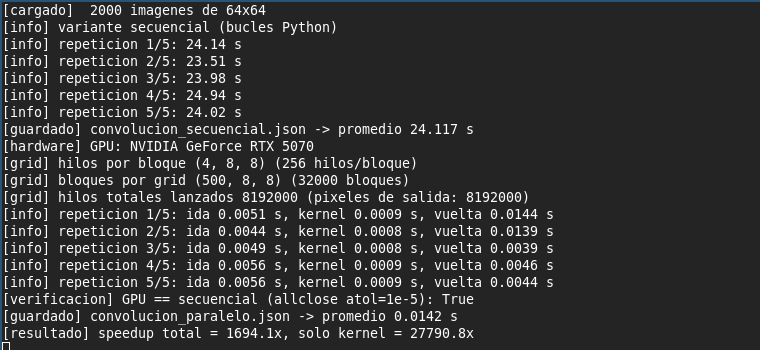 [cargado]  2000 imagenes de 64x64
[info] variante secuencial (bucles Python)
[info] repeticion 1/5: 24.14 s
[info] repeticion 2/5: 23.51 s
[info] repeticion 3/5: 23.98 s
[info] repeticion 4/5: 24.94 s
[info] repeticion 5/5: 24.02 s
[guardado] convolucion_secuencial.json -> promedio 24.117 s
[hardware] GPU: NVIDIA GeForce RTX 5070
[grid] hilos por bloque (4, 8, 8) (256 hilos/bloque)
[grid] bloques por grid (500, 8, 8) (32000 bloques)
[grid] hilos totales lanzados 8192000 (pixeles de salida: 8192000)
[info] repeticion 1/5: ida 0.0051 s, kernel 0.0009 s, vuelta 0.0144 s
[info] repeticion 2/5: ida 0.0044 s, kernel 0.0008 s, vuelta 0.0139 s
[info] repeticion 3/5: ida 0.0049 s, kernel 0.0008 s, vuelta 0.0039 s
[info] repeticion 4/5: ida 0.0056 s, kernel 0.0009 s, vuelta 0.0046 s
[info] repeticion 5/5: ida 0.0056 s, kernel 0.0009 s, vuelta 0.0044 s
[verificacion] GPU == secuencial (allclose atol=1e-5): True
[guardado] convolucion_paralelo.json -> promedio 0.0142 s
[resultado] speedup total = 1694.1x, solo kernel = 27790.8x